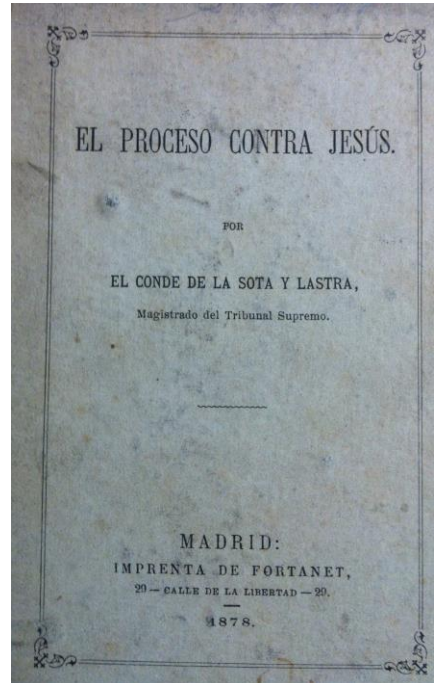 EL PROCESO CONTRA JESÚS.
POR
EL CONDE DE LA SOTA Y LASTRA,
Magistrado del Tribunal Supremo.
MADRID:
IMPRENTA DE FORTANET,
29 — CALLE DE LA LIBERTAD — 29.
1878.